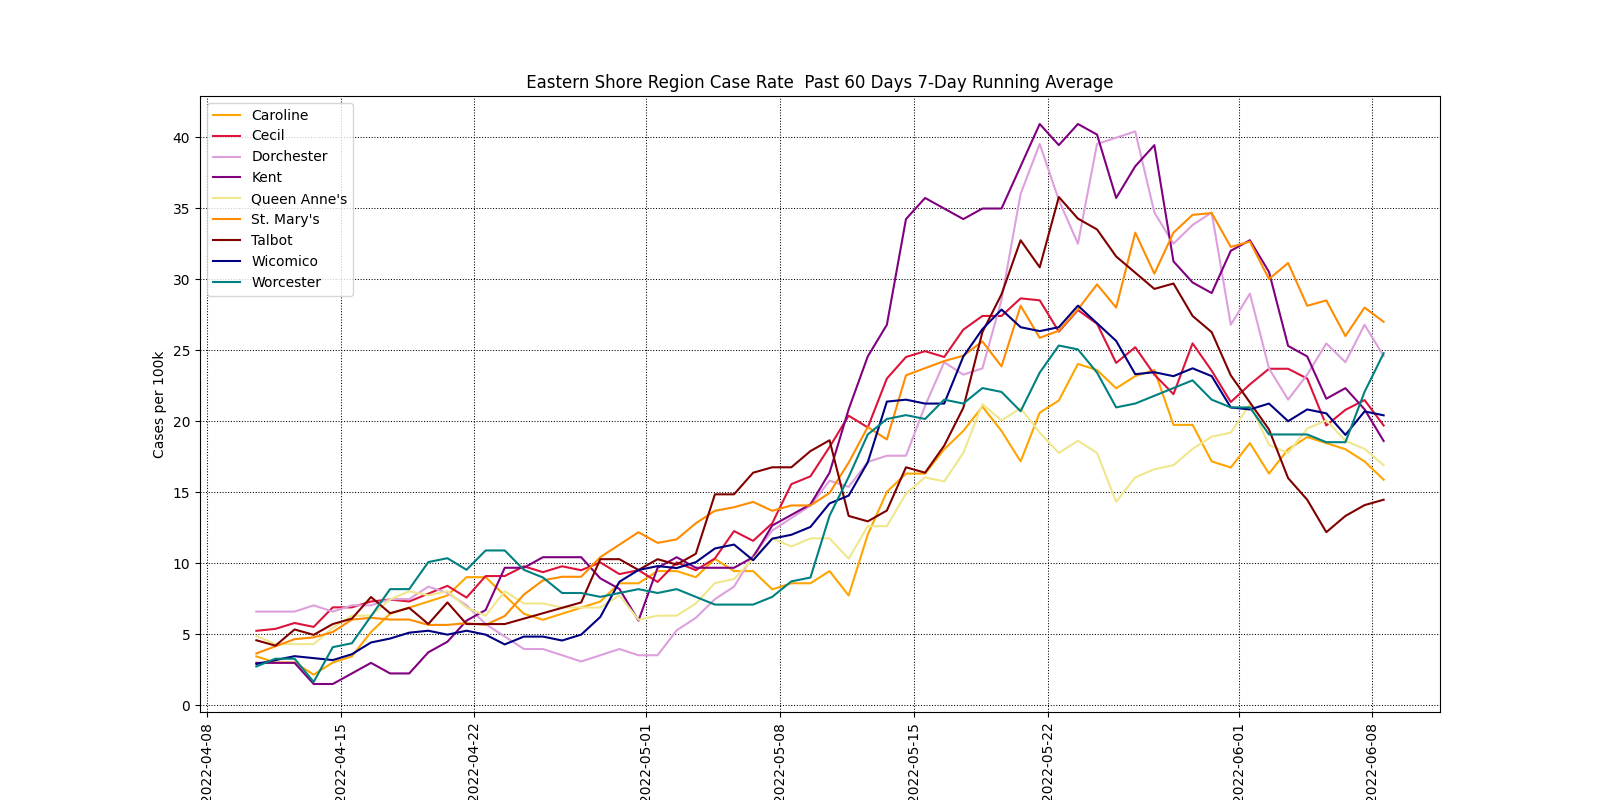 Eastern Shore Region Case Rate  Past 60 Days 7-Day Running Average
Caroline
Cecil
Dorchester
Kent
Queen Anne's
St. Mary's
Talbot
Wicomico
Worcester
Cases per 100k
40
35
30
25
20
15
10
5
0
2022-04-08
2022-04-15
2022-04-22
2022-05-01
2022-05-08
2022-05-15
2022-05-22
2022-06-01
2022-06-08